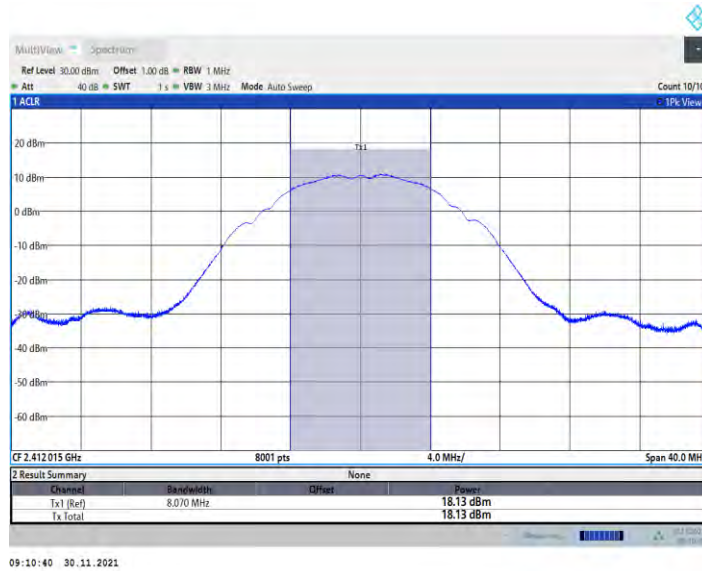 MultiView Spectrum
Ref Level 30.00 dBm Offset 1.00 dB RBW 1 MHz
Att 40 dB SWT 1 s VBW 3 MHz Mode Auto Sweep Count 10/10
1 ACLR 1Pk View
Tx1
20 dBm
10 dBm
0 dBm
-10 dBm
-20 dBm
-30 dBm
-40 dBm
-50 dBm
-60 dBm
CF 2.412015 GHz 8001 pts 4.0 MHz/ Span 40.0 MH
2 Result Summary None
Channel Bandwidth Offset Power
Tx1 (Ref) 8.070 MHz 18.13 dBm
Tx Total 18.13 dBm
09:10:40 30.11.2021